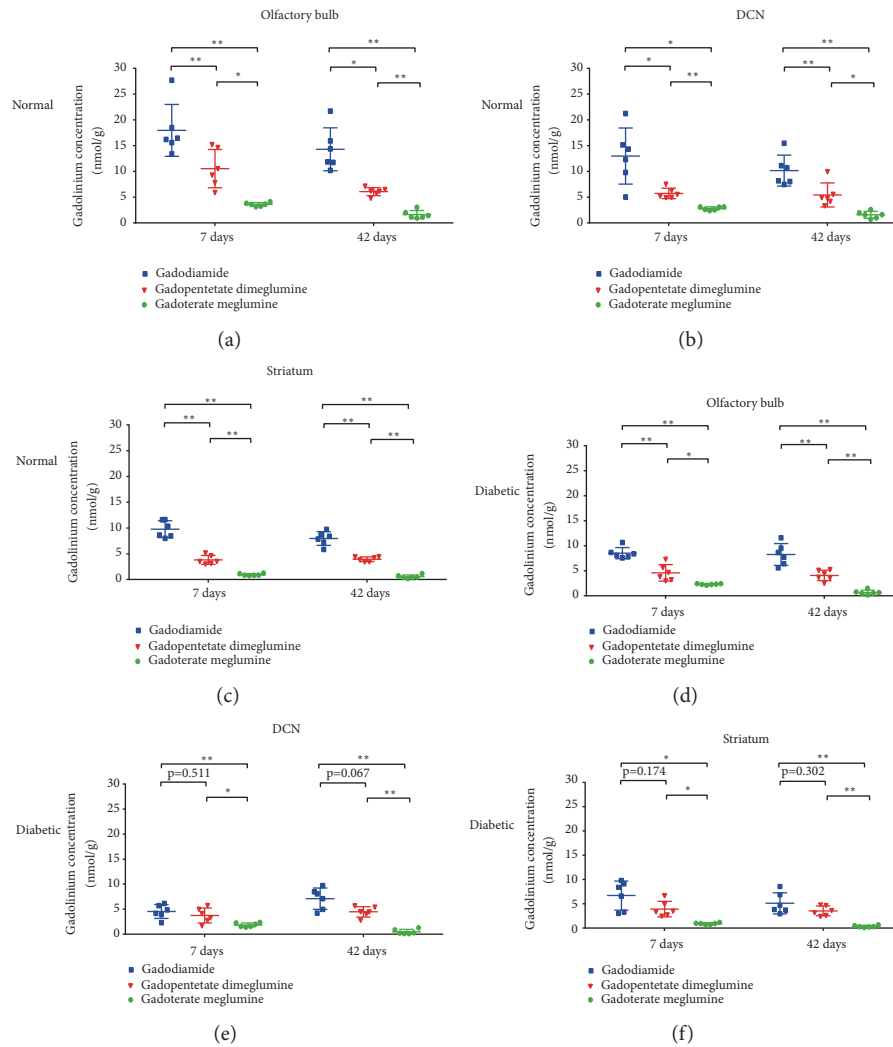 Olfactory bulb
Normal
Gadolinium concentration
(nmol/g)
30
25
20
15
10
5
0
**
**
*
**
*
**
7 days
42 days
Gadodiamide
Gadopentetate dimeglumine
Gadoterate meglumine
(a)
DCN
Normal
Gadolinium concentration
(nmol/g)
30
25
20
15
10
5
0
*
*
**
**
**
*
7 days
42 days
Gadodiamide
Gadopentetate dimeglumine
Gadoterate meglumine
(b)
Striatum
Normal
Gadolinium concentration
(nmol/g)
30
25
20
15
10
5
0
**
**
**
**
**
**
7 days
42 days
Gadodiamide
Gadopentetate dimeglumine
Gadoterate meglumine
(c)
Olfactory bulb
Diabetic
Gadolinium concentration
(nmol/g)
30
25
20
15
10
5
0
**
**
*
**
**
**
7 days
42 days
Gadodiamide
Gadopentetate dimeglumine
Gadoterate meglumine
(d)
DCN
Diabetic
Gadolinium concentration
(nmol/g)
30
25
20
15
10
5
0
**
p=0.511
*
**
p=0.067
**
7 days
42 days
Gadodiamide
Gadopentetate dimeglumine
Gadoterate meglumine
(e)
Striatum
Diabetic
Gadolinium concentration
(nmol/g)
30
25
20
15
10
5
0
*
p=0.174
*
**
p=0.302
**
7 days
42 days
Gadodiamide
Gadopentetate dimeglumine
Gadoterate meglumine
(f)